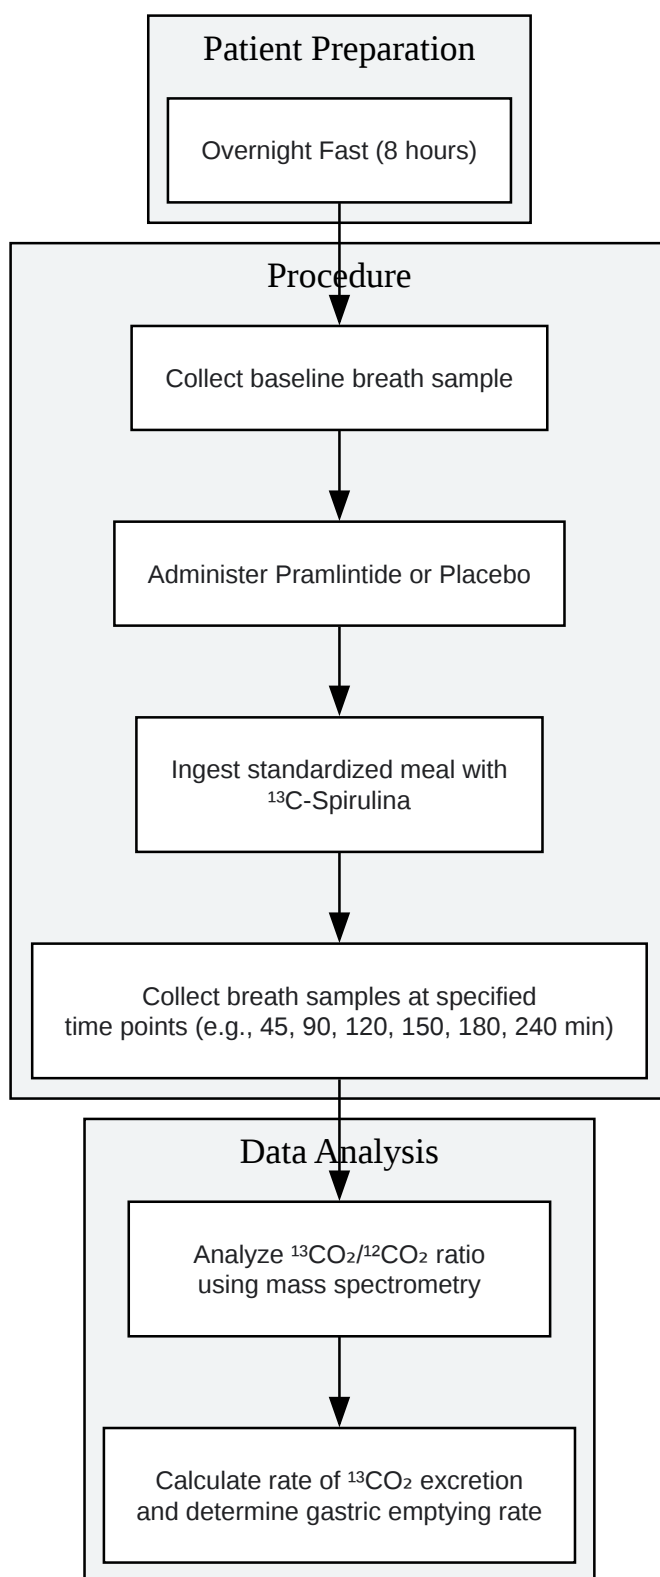 Patient Preparation
Overnight Fast (8 hours)
Procedure
Collect baseline breath sample
Administer Pramlintide or Placebo
Ingest standardized meal with
¹³C-Spirulina
Collect breath samples at specified
time points (e.g., 45, 90, 120, 150, 180, 240 min)
Data Analysis
Analyze ¹³CO₂/¹²CO₂ ratio
using mass spectrometry
Calculate rate of ¹³CO₂ excretion
and determine gastric emptying rate